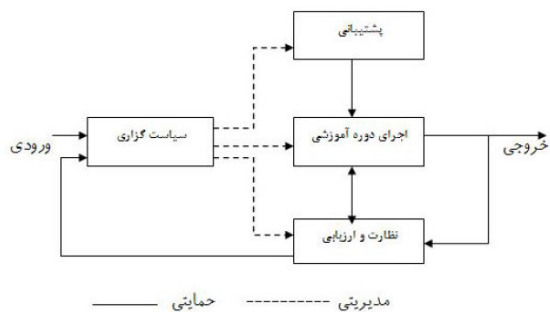 پشتیبانی
سیاست گزاری
اجرای دوره آموزشی
ورودی
خروجی
نظارت و ارزیابی
مدیریتی
حمایتی